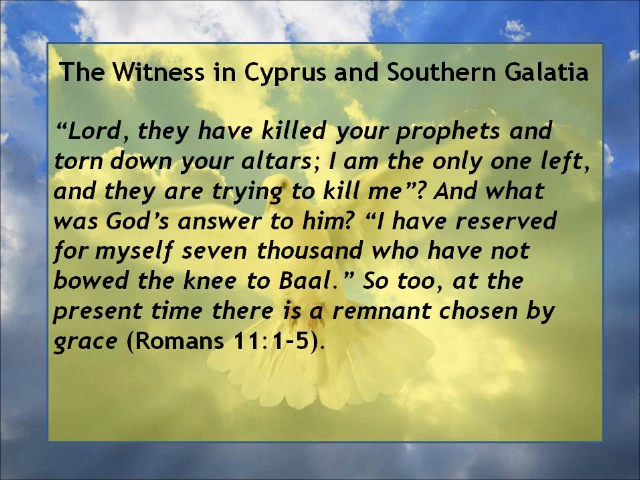 The Witness in Cyprus and Southern Galatia
“Lord, they have killed your prophets and
torn down your altars; I am the only one left,
and they are trying to kill me”? And what
was God’s answer to him? “I have reserved
for myself seven thousand who have not
bowed the knee to Baal.” So too, at the
present time there is a remnant chosen by
grace (Romans 11:1-5).